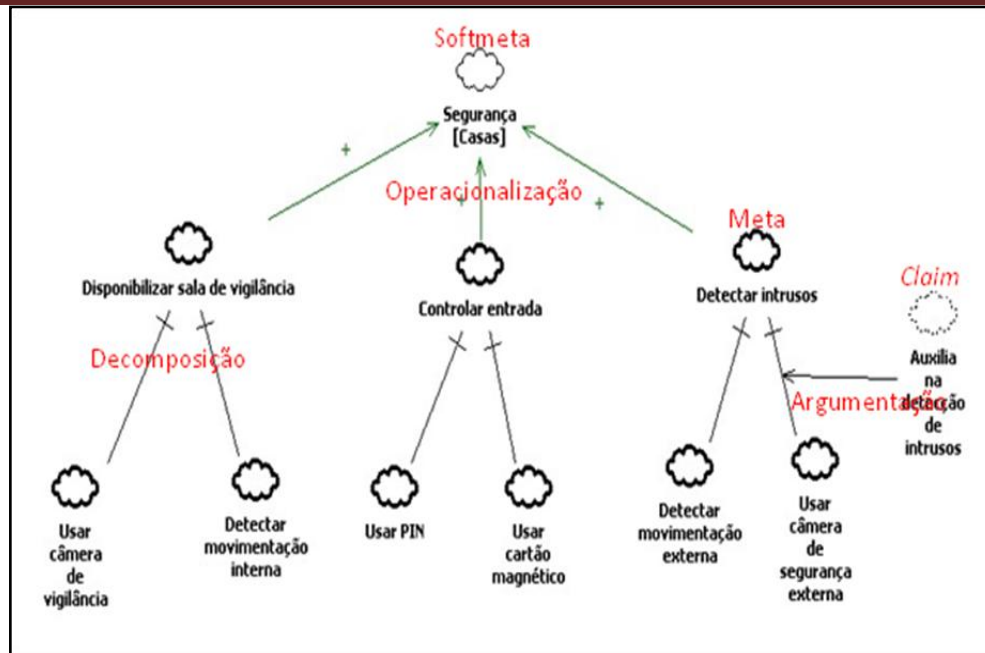 Softmeta
Segurança
[Casas]
+
Operacionalização
+
+
Meta
Disponibilizar sala de vigilância
Controlar entrada
Detectar intrusos
Claim
Decomposição
Auxilia
na
detecção
de
intrusos
Argumentação
Usar
câmera
de
vigilância
Detectar
movimentação
interna
Usar PIN
Usar
cartão
magnético
Detectar
movimentação
externa
Usar
câmera
de
segurança
externa